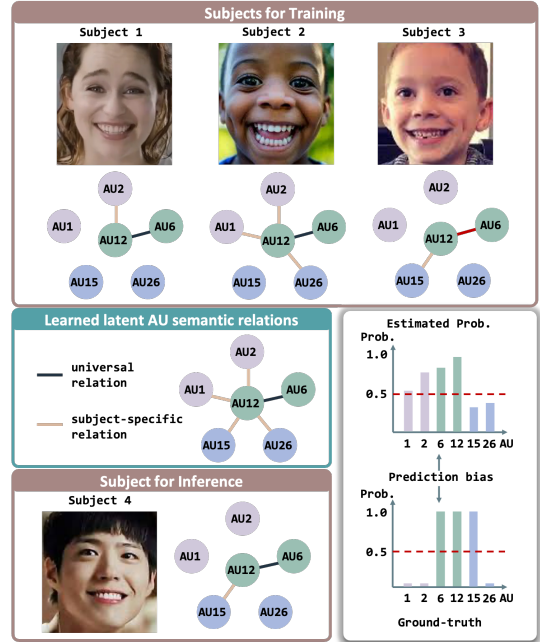 Subjects for Training
Subject 1
Subject 2
Subject 3
AU2
AU1
AU6
AU12
AU15
AU26
AU2
AU1
AU6
AU12
AU15
AU26
AU2
AU1
AU6
AU12
AU15
AU26
Learned latent AU semantic relations
universal
relation
subject-specific
relation
AU2
AU1
AU6
AU12
AU15
AU26
Subject for Inference
Subject 4
AU2
AU1
AU6
AU12
AU15
AU26
Estimated Prob.
Prob.
1.0
0.5
1 2 6 12 15 26 AU
Prediction bias
Prob.
1.0
0.5
1 2 6 12 15 26 AU
Ground-truth